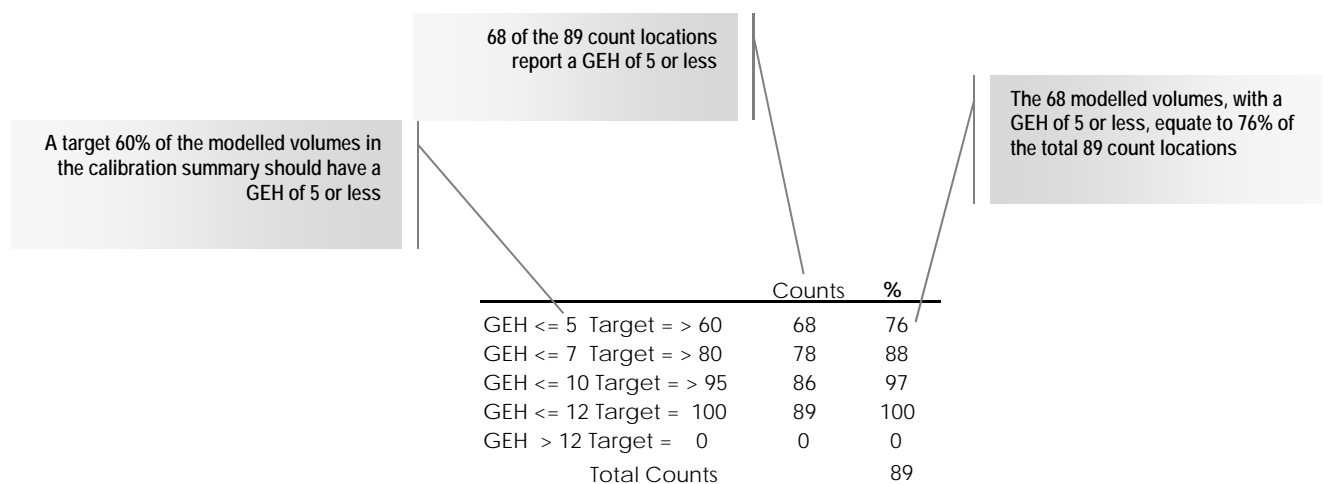 68 of the 89 count locations
report a GEH of 5 or less
The 68 modelled volumes, with a
GEH of 5 or less, equate to 76% of
the total 89 count locations
A target 60% of the modelled volumes in
the calibration summary should have a
GEH of 5 or less
Counts %
GEH <= 5 Target = > 60 68 76
GEH <= 7 Target = > 80 78 88
GEH <= 10 Target = > 95 86 97
GEH <= 12 Target = 100 89 100
GEH > 12 Target = 0 0 0
Total Counts 89